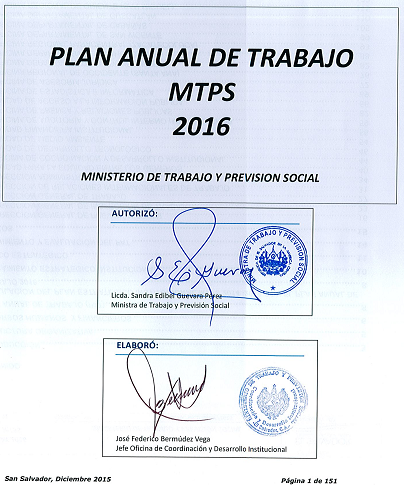 PLAN ANUAL DE TRABAJO
MTPS
2016
MINISTERIO DE TRABAJO Y PREVISION SOCIAL
AUTORIZÓ:
MINISTRA DE TRABAJO Y PREVISIÓN SOCIAL
Licda. Sandra Edibel Guevara Pérez
Ministra de Trabajo y Previsión Social
ELABORÓ:
José Federico Bermúdez Vega
Jefe Oficina de Coordinación y Desarrollo Institucional
San Salvador, Diciembre 2015
Página 1 de 151